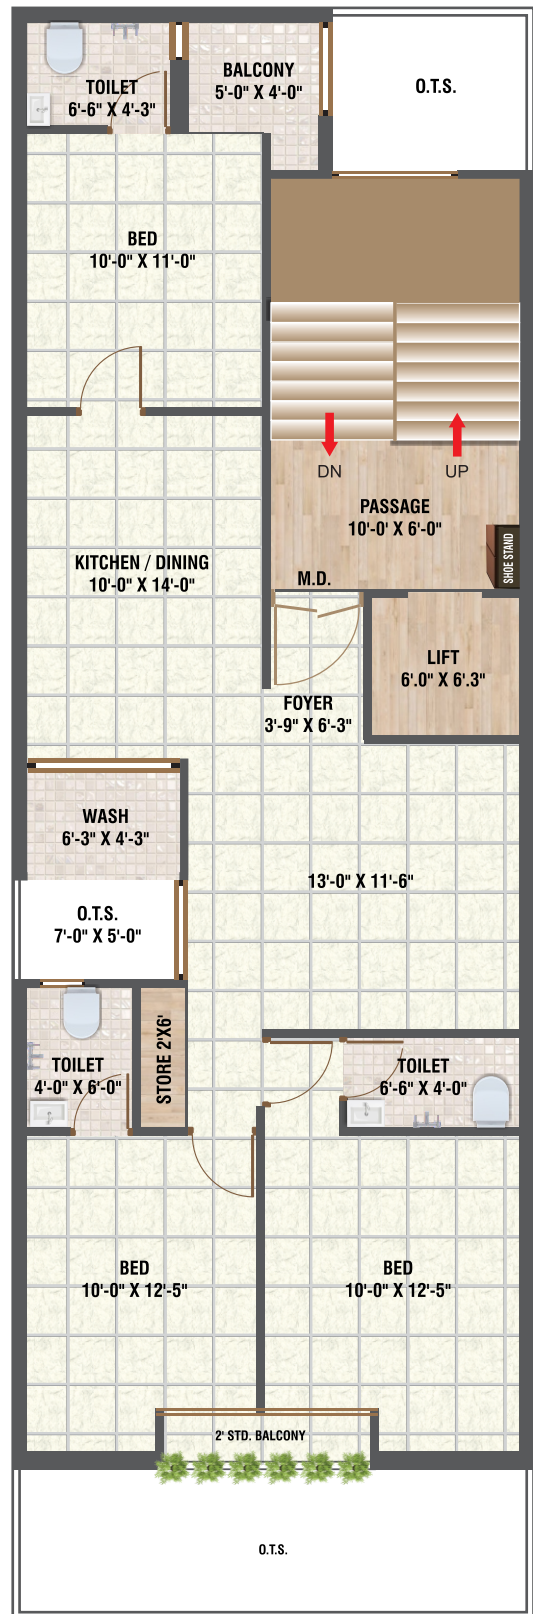 TOILET
6'-6" X 4'-3"
BALCONY
5'-0" X 4'-0"
O.T.S.
BED
10'-0" X 11'-0"
DN
UP
PASSAGE
10'-0' X 6'-0"
SHOE STAND
KITCHEN / DINING
10'-0" X 14'-0"
M.D.
LIFT
6'.0" X 6'.3"
FOYER
3'-9" X 6'-3"
WASH
6'-3" X 4'-3"
13'-0" X 11'-6"
O.T.S.
7'-0" X 5'-0"
STORE 2'X6'
TOILET
4'-0" X 6'-0"
TOILET
6'-6" X 4'-0"
BED
10'-0" X 12'-5"
BED
10'-0" X 12'-5"
2' STD. BALCONY
O.T.S.